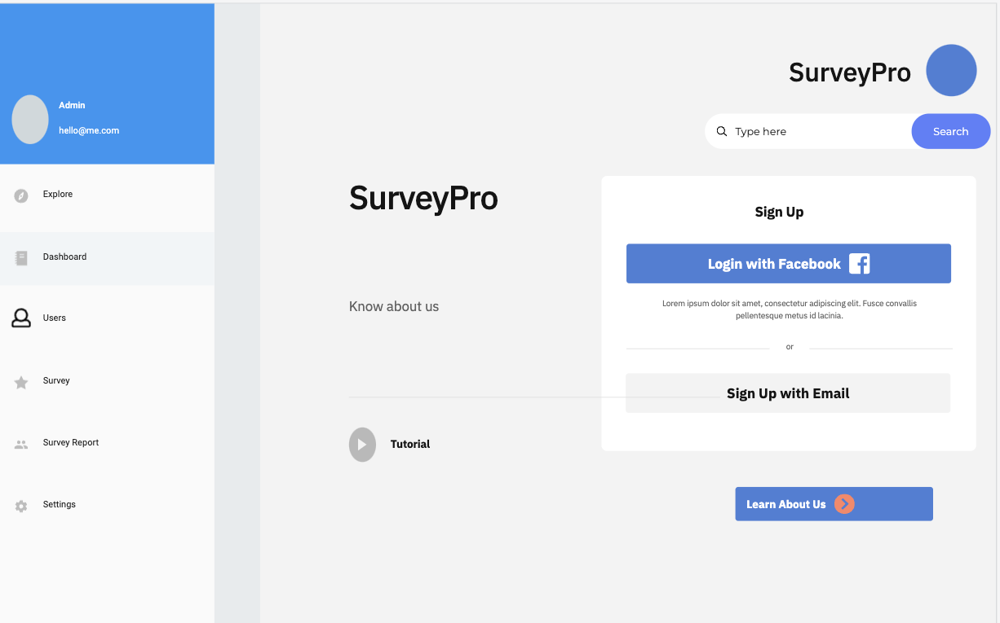 Admin
hello@me.com
Explore
Dashboard
Users
Survey
Survey Report
Settings
SurveyPro
Type here
Search
SurveyPro
Know about us
Tutorial
Sign Up
Login with Facebook
Lorem ipsum dolor sit amet, consectetur adipiscing elit. Fusce convallis
pellentesque metus id lacinia.
or
Sign Up with Email
Learn About Us